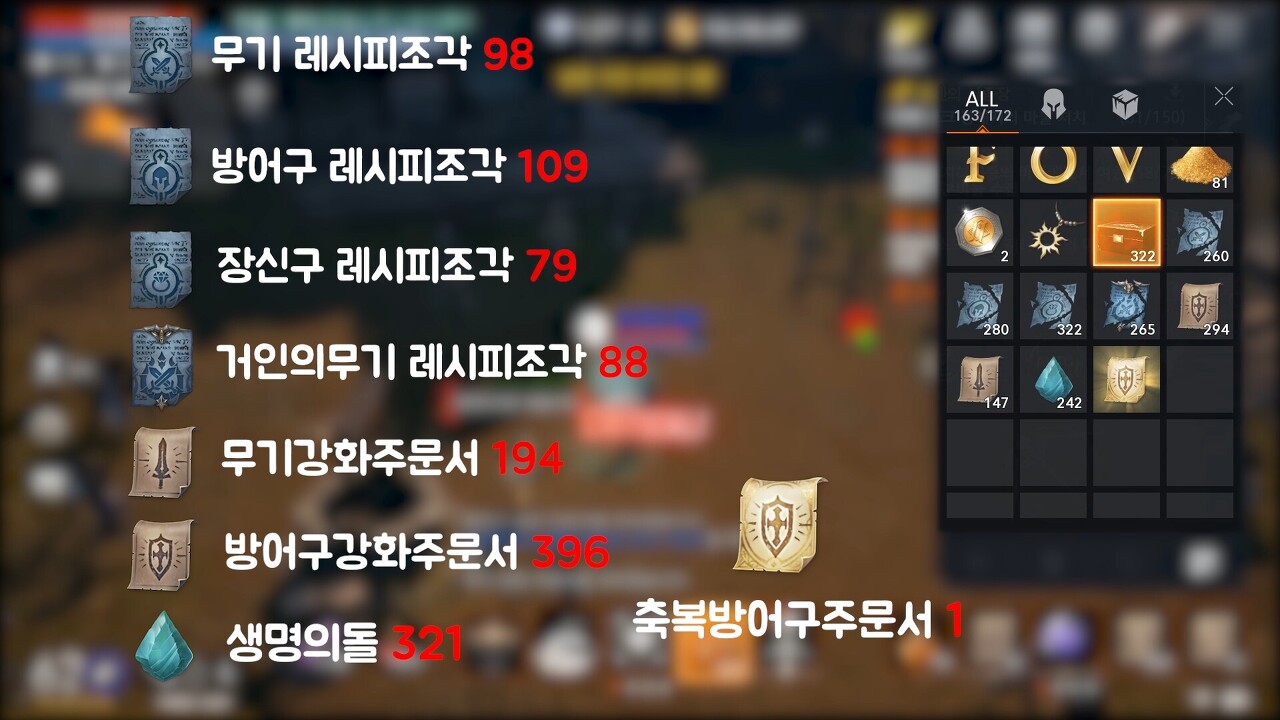 무기 레시피조각 98
방어구 레시피조각 109
장신구 레시피조각 79
거인의무기 레시피조각 88
무기강화주문서 194
방어구강화주문서 396
생명의돌 321
축복방어구주문서 1
ALL
163/172
81
2
322
260
280
322
265
294
147
242